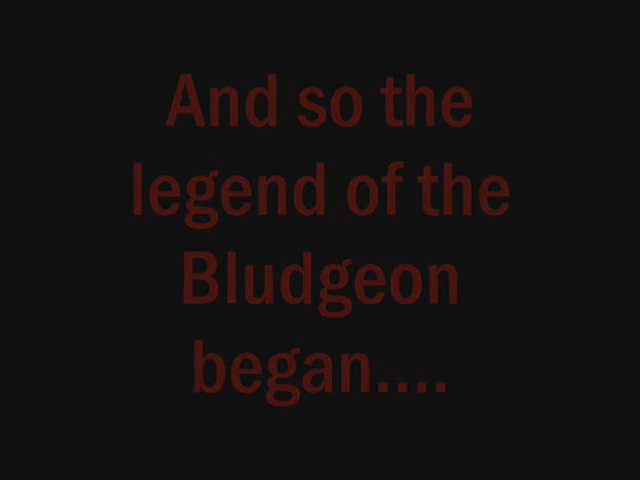 And so the
legend of the
Bludgeon
began....